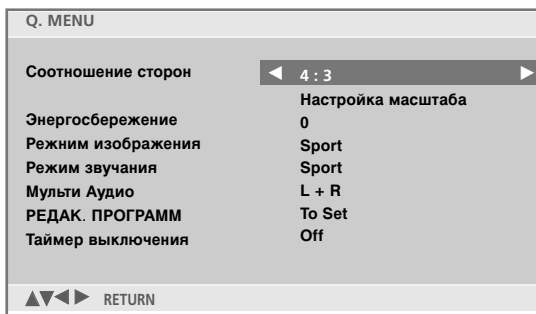 Q. MENU
Соотношение сторон ◀ 4 : 3 ▶
Настройка масштаба
Энергосбережение 0
Режним изображения Sport
Режим звучания Sport
Мульти Аудио L + R
РЕДАК. ПРОГРАММ To Set
Таймер выключения Off
▲▼◀ ▶ RETURN